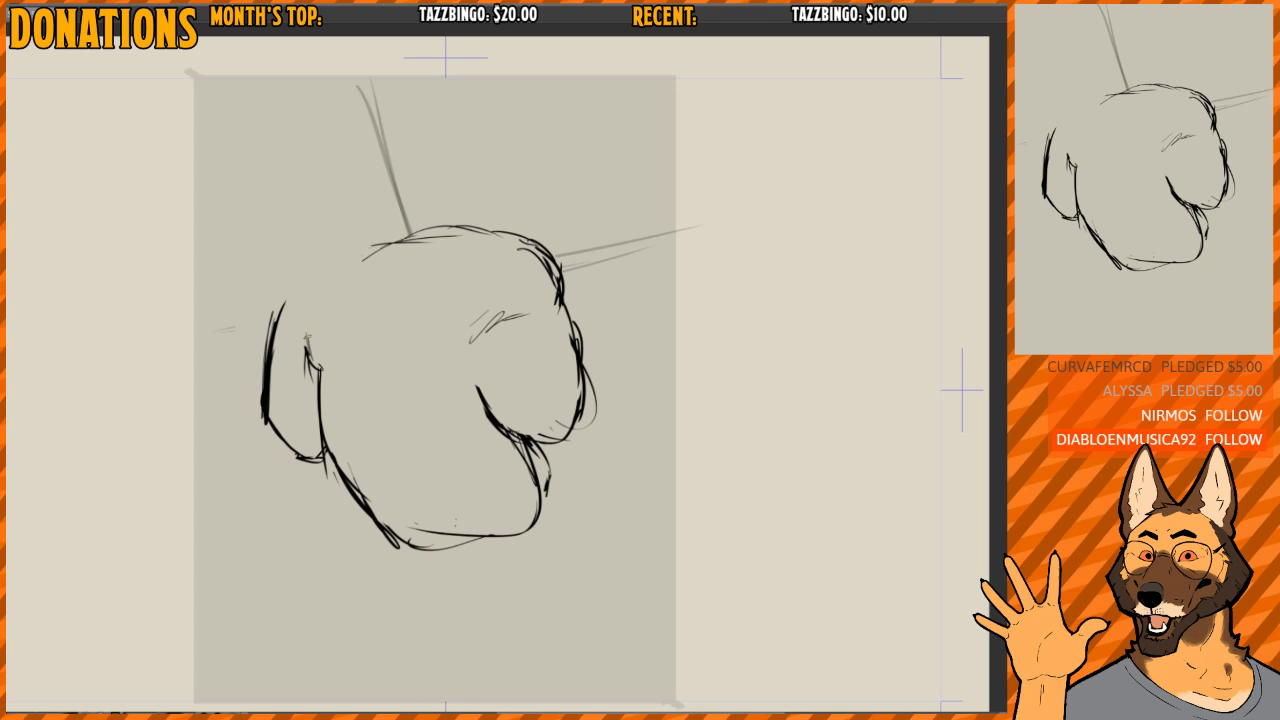 DONATIONS MONTH'S TOP: TAZZBINGO: $20.00 RECENT: TAZZBINGO: $10.00
CURVAFEMRCD PLEDGED $5.00
ALYSSA PLEDGED $5.00
NIRMOS FOLLOW
DIABLOENMUSICA92 FOLLOW